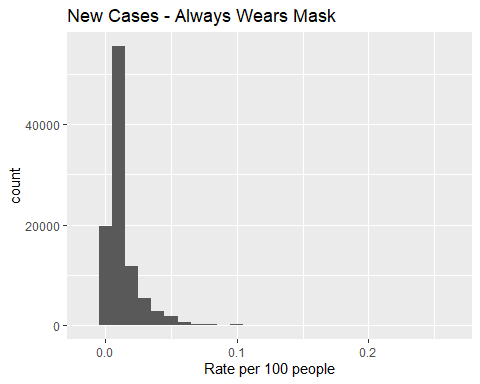 New Cases - Always Wears Mask
count
40000
20000
0
0.0 0.1 0.2
Rate per 100 people